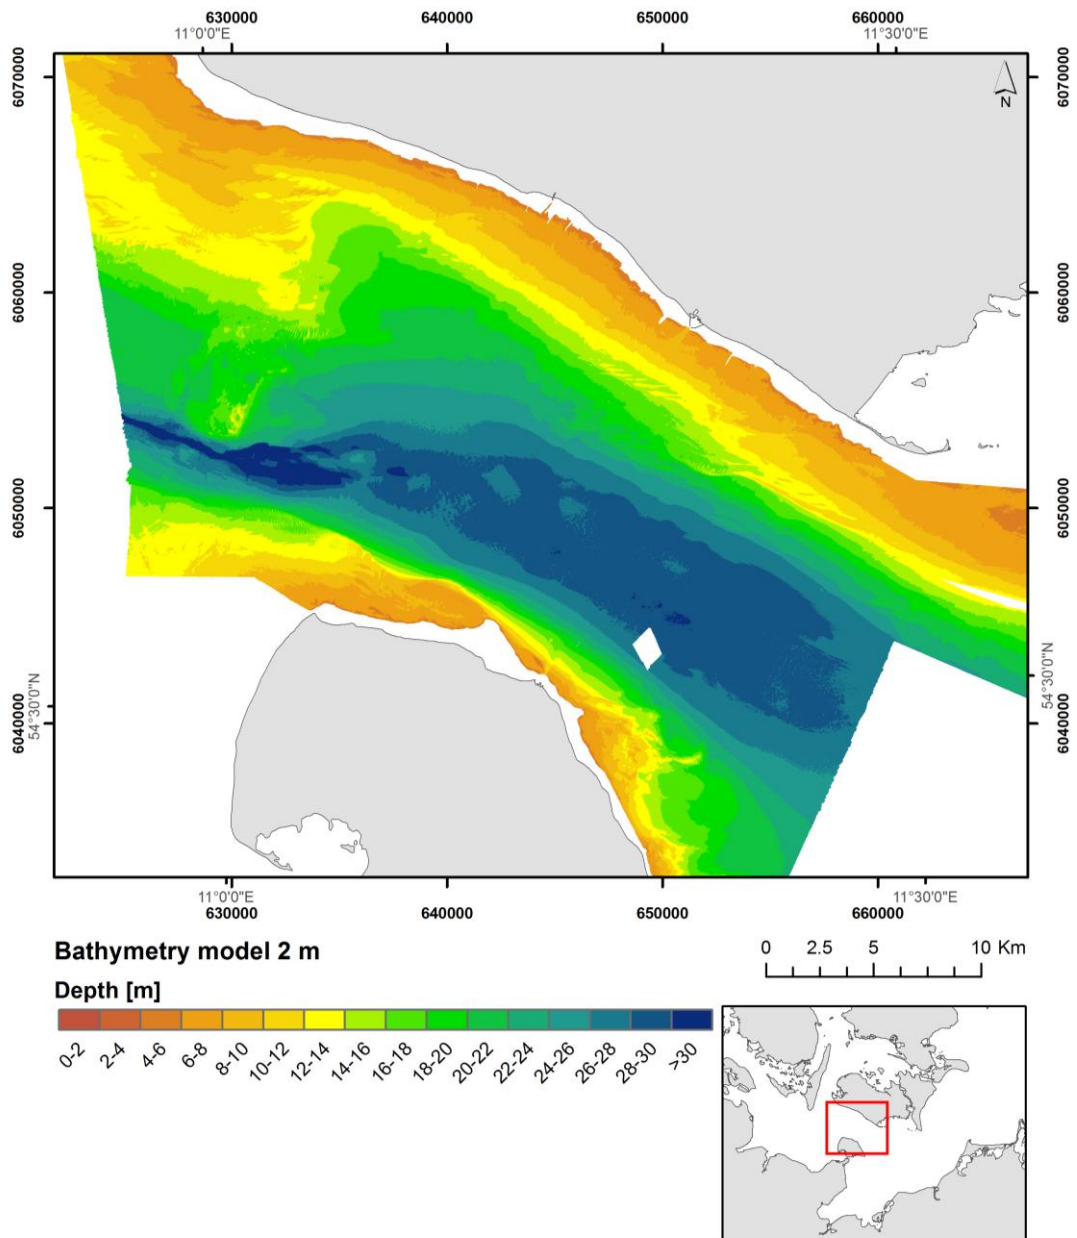 630000 640000 650000 660000
11°0'0"E 11°30'0"E
6070000 6070000
N
6060000 6060000
6050000 6050000
54°30'0"N 54°30'0"N
6040000 6040000
11°0'0"E 11°30'0"E
630000 640000 650000 660000
Bathymetry model 2 m
0 2.5 5 10 Km
Depth [m]
0-2 2-4 4-6 6-8 8-10 10-12 12-14 14-16 16-18 18-20 20-22 22-24 24-26 26-28 28-30 >30